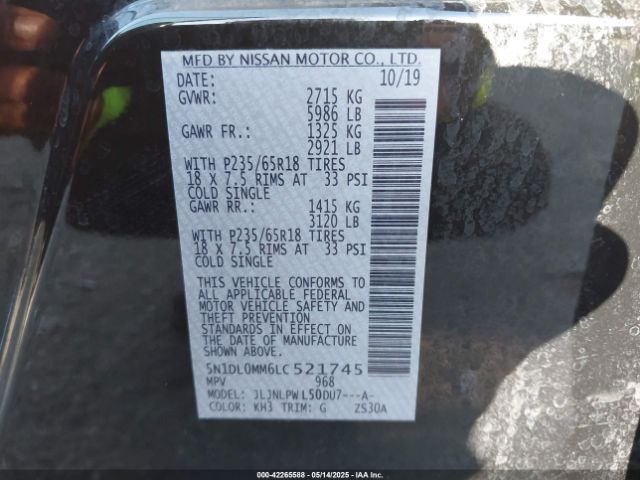 MFD BY NISSAN MOTOR CO., LTD.
DATE: 10/19
GVWR: 2715 KG
5986 LB
GAWR FR.: 1325 KG
2921 LB
WITH P235/65R18 TIRES
18 X 7.5 RIMS AT 33 PSI
COLD SINGLE
GAWR RR.: 1415 KG
3120 LB
WITH P235/65R18 TIRES
18 X 7.5 RIMS AT 33 PSI
COLD SINGLE
THIS VEHICLE CONFORMS TO
ALL APPLICABLE FEDERAL
MOTOR VEHICLE SAFETY AND
THEFT PREVENTION
STANDARDS IN EFFECT ON
THE DATE OF MANUFACTURE
SHOWN ABOVE.
5N1DL0MM6LC521745
MPV 968
MODEL: JLJNLPWL50DU7---A-
COLOR: KH3 TRIM: G ZS30A
000-42265588 - 05/14/2025 - IAA Inc.